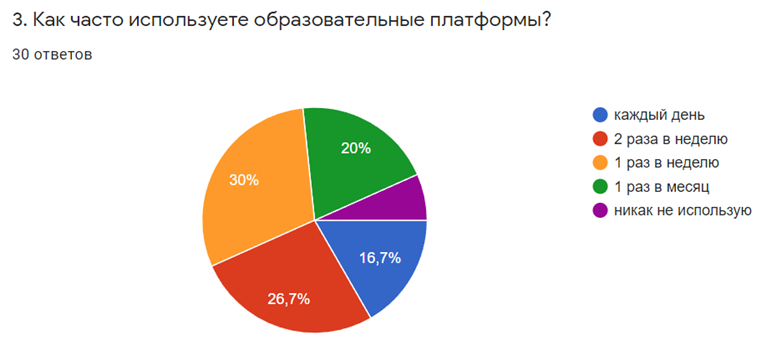 3. Как часто используете образовательные платформы?
30 ответов
каждый день
2 раза в неделю
1 раз в неделю
1 раз в месяц
никак не использую
20%
30%
16,7%
26,7%